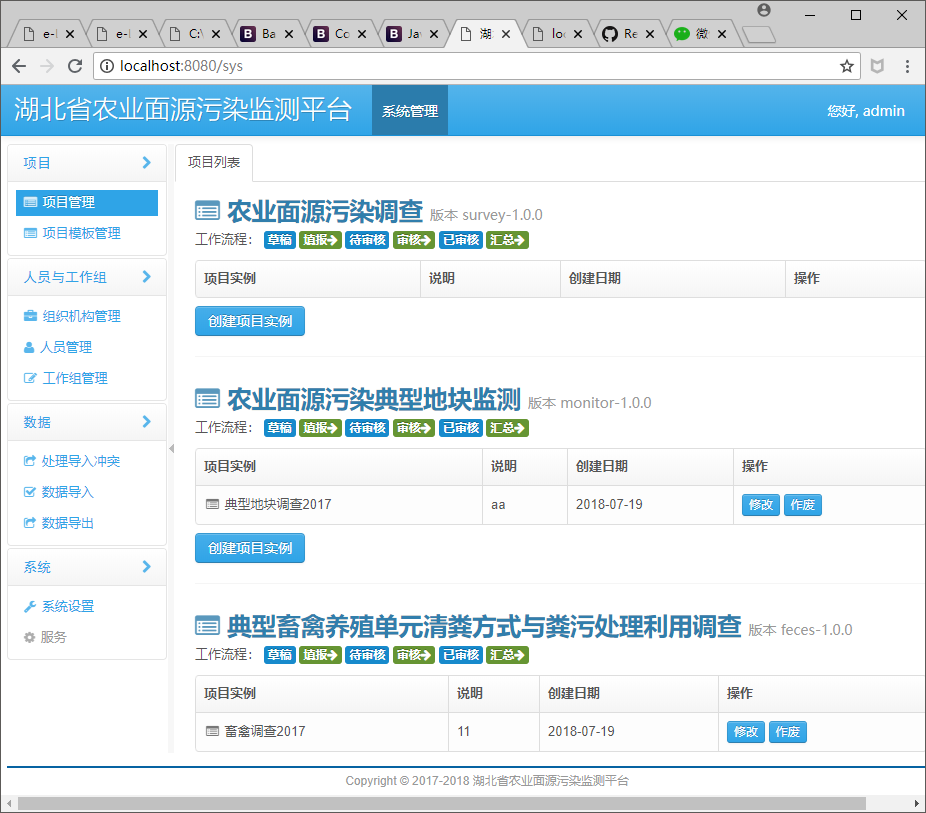 e-l
e-l
C:\
Ba
Co
Ja
湖
loc
Re
微
localhost:8080/sys
湖北省农业面源污染监测平台
系统管理
您好, admin
项目
项目管理
项目模板管理
人员与工作组
组织机构管理
人员管理
工作组管理
数据
处理导入冲突
数据导入
数据导出
系统
系统设置
服务
项目列表
农业面源污染调查 版本 survey-1.0.0
工作流程： 草稿 填报 待审核 审核 已审核 汇总
项目实例 说明 创建日期 操作
创建项目实例
农业面源污染典型地块监测 版本 monitor-1.0.0
工作流程： 草稿 填报 待审核 审核 已审核 汇总
项目实例 说明 创建日期 操作
典型地块调查2017 aa 2018-07-19 修改 作废
创建项目实例
典型畜禽养殖单元清粪方式与粪污处理利用调查 版本 feces-1.0.0
工作流程： 草稿 填报 待审核 审核 已审核 汇总
项目实例 说明 创建日期 操作
畜禽调查2017 11 2018-07-19 修改 作废
Copyright © 2017-2018 湖北省农业面源污染监测平台